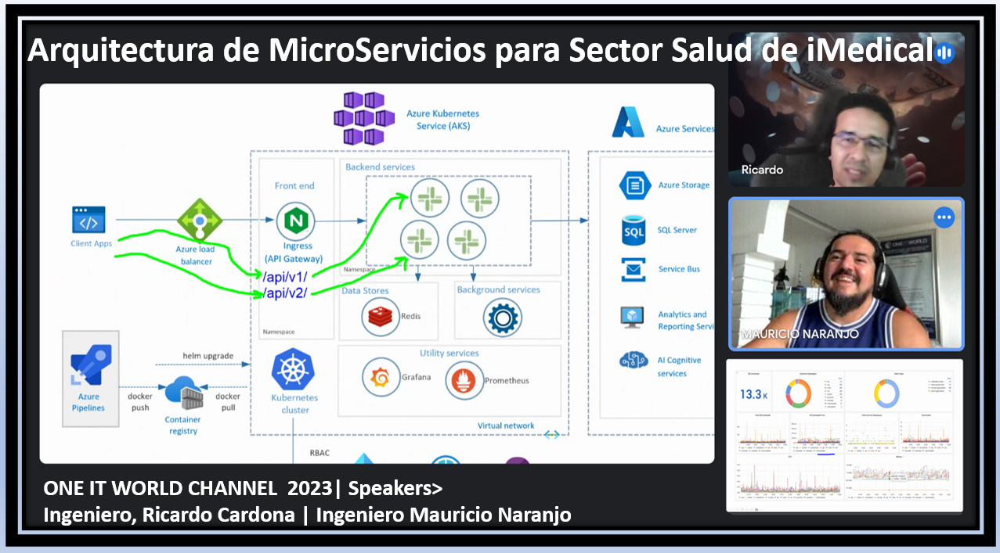 Arquitectura de MicroServicios para Sector Salud de iMedical
Azure Kubernetes
Service (AKS)
Azure Services
Backend services
Front end
Client Apps
Azure load
balancer
Ingress
(API Gateway)
/api/v1/
/api/v2/
Namespace
Namespace
Data Stores
Redis
Background services
Utility services
Grafana
Prometheus
Azure Storage
SQL
SQL Server
Service Bus
Analytics and
Reporting Servi
AI Cognitive
services
helm upgrade
Azure
Pipelines
docker
push
docker
pull
Container
registry
Kubernetes
cluster
Virtual network
RBAC
Ricardo
ONE IT WORLD
MAURICIO NARANJO
13.3 K
ONE IT WORLD CHANNEL 2023| Speakers>
Ingeniero, Ricardo Cardona | Ingeniero Mauricio Naranjo